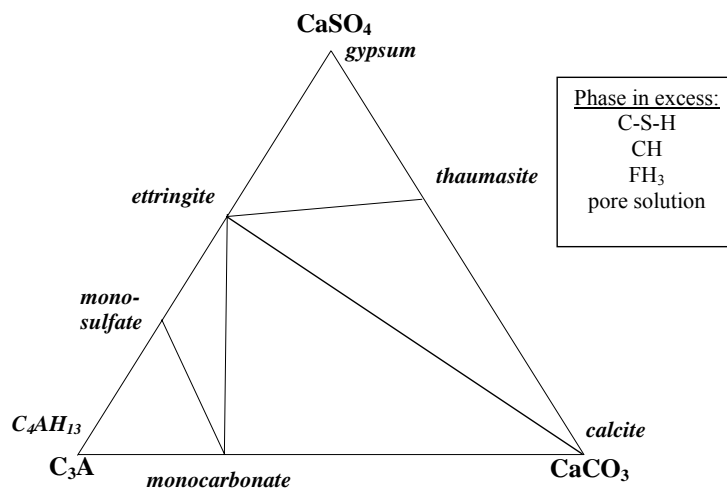 CaSO₄
gypsum
Phase in excess:
C-S-H
CH
FH₃
pore solution
thaumasite
ettringite
mono-
sulfate
C₄AH₁₃
calcite
C₃A
CaCO₃
monocarbonate